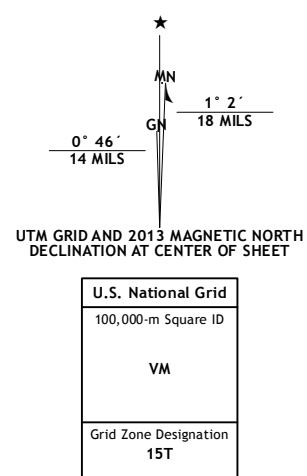 MN
1° 2´
18 MILS
GN
0° 46´
14 MILS
UTM GRID AND 2013 MAGNETIC NORTH
DECLINATION AT CENTER OF SHEET
U.S. National Grid
100,000-m Square ID
VM
Grid Zone Designation
15T